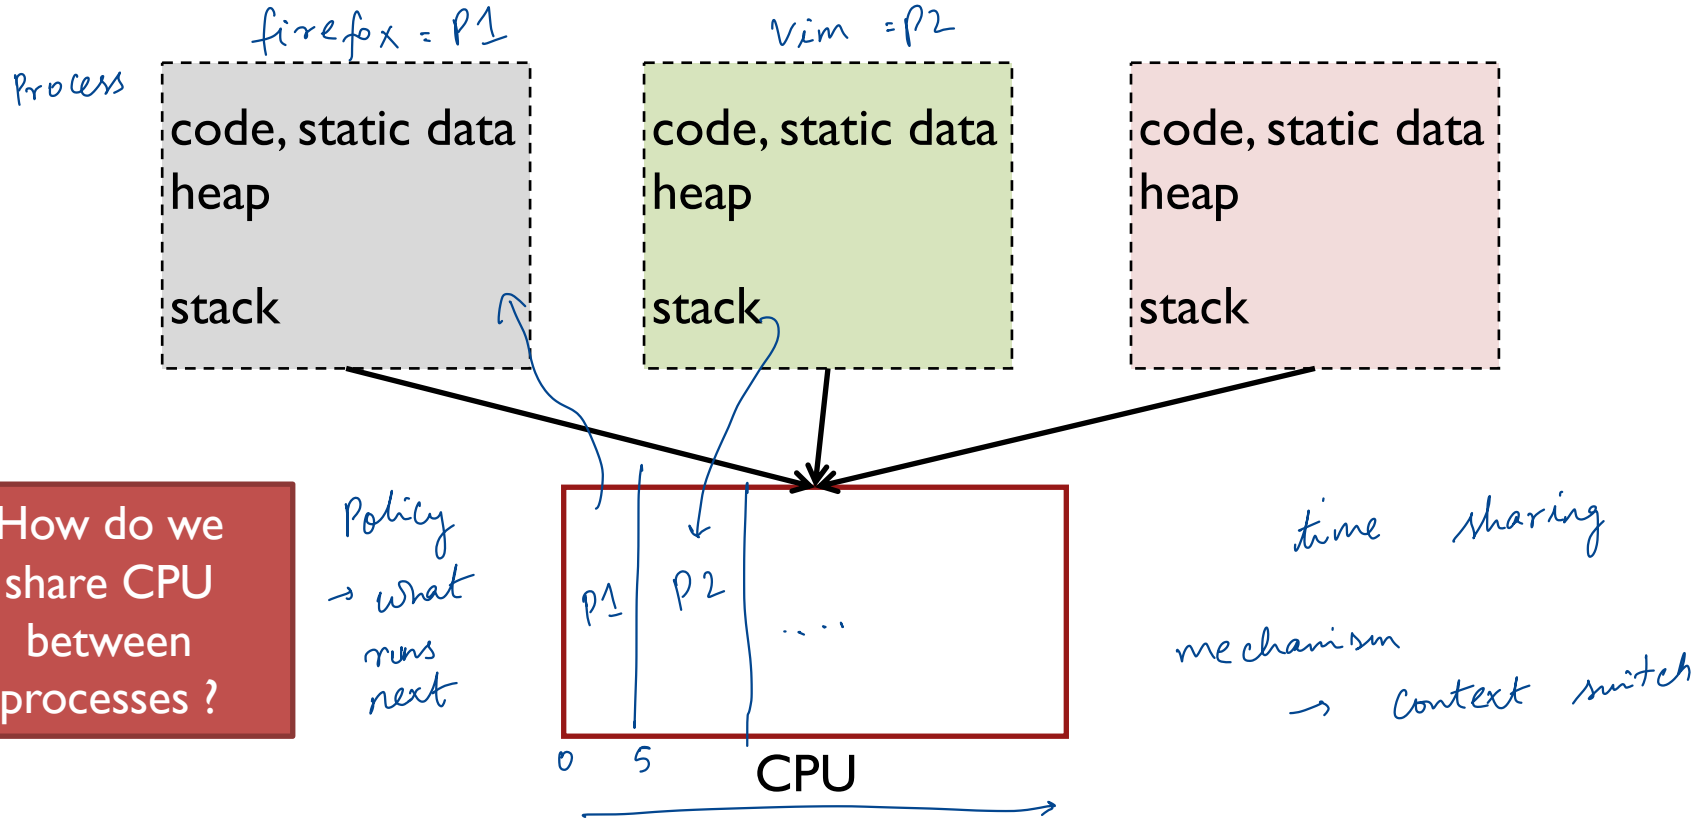 firefox = P1
Vim = P2
Process
code, static data
heap
stack
code, static data
heap
stack
code, static data
heap
stack
How do we
share CPU
between
processes ?
Policy
→ what
runs
next
P1
P2
....
0
5
CPU
time sharing
mechanism
→ context switch